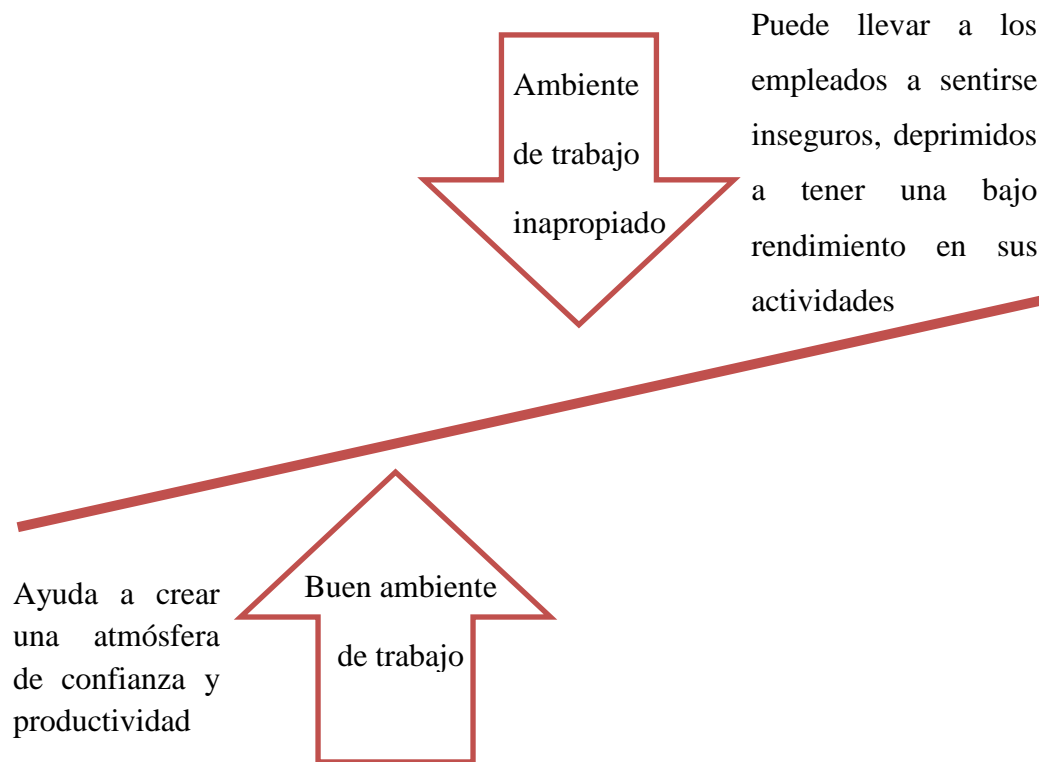 Puede llevar a los
empleados a sentirse
inseguros, deprimidos
a tener una bajo
rendimiento en sus
actividades
Ambiente
de trabajo
inapropiado
Buen ambiente
de trabajo
Ayuda a crear
una atmósfera
de confianza y
productividad